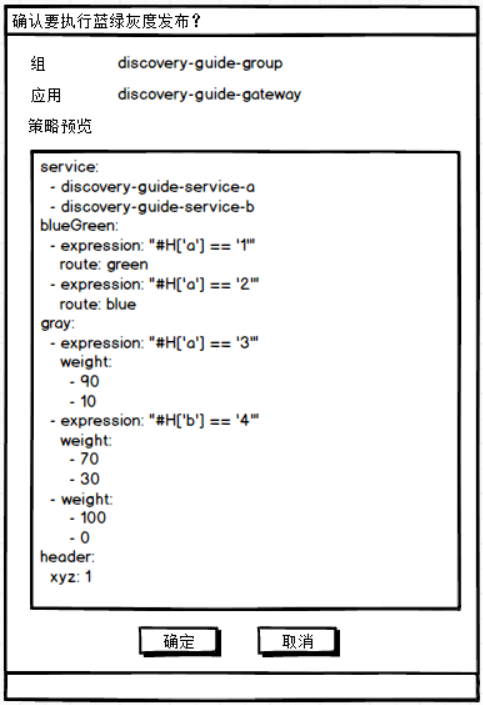 确认要执行蓝绿灰度发布？
组 discovery-guide-group
应用 discovery-guide-gateway
策略预览
service:
- discovery-guide-service-a
- discovery-guide-service-b
blueGreen:
- expression: "#H['a'] == '1'"
route: green
- expression: "#H['a'] == '2'"
route: blue
gray:
- expression: "#H['a'] == '3'"
weight:
- 90
- 10
- expression: "#H['b'] == '4'"
weight:
- 70
- 30
- weight:
- 100
- 0
header:
xyz: 1
确定 取消